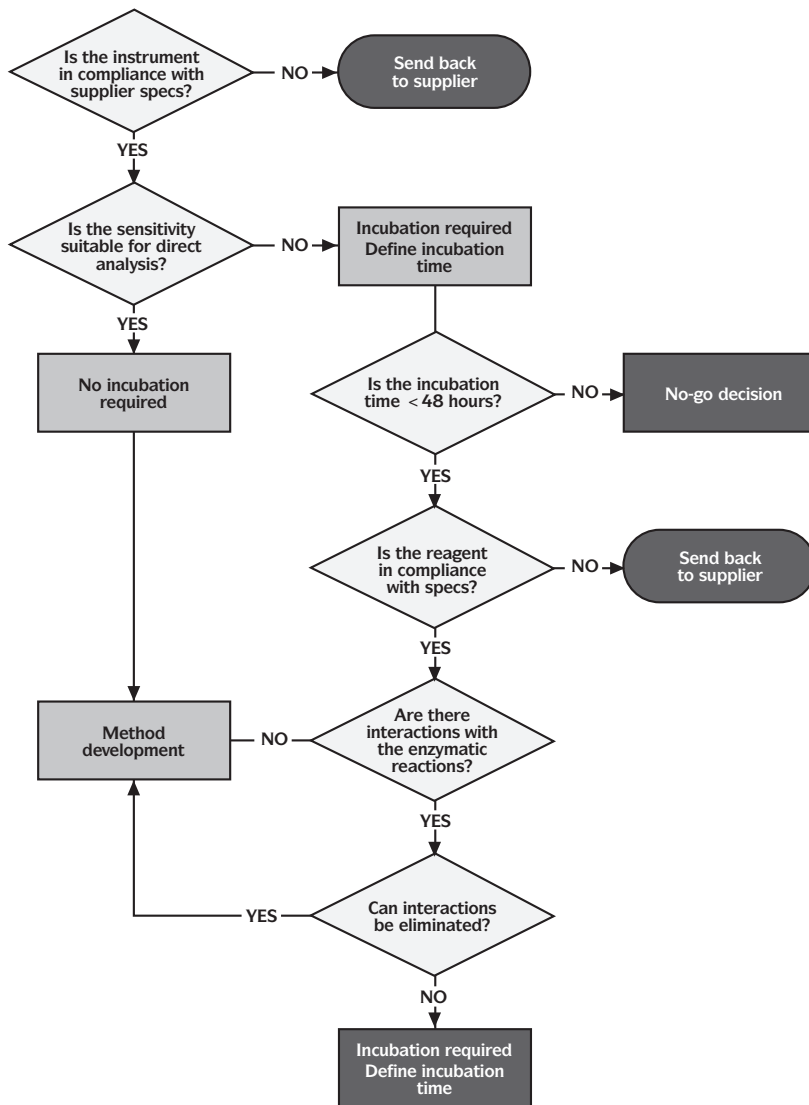 Is the instrument
in compliance with
supplier specs?
NO
Send back
to supplier
YES
Is the sensitivity
suitable for direct
analysis?
NO
Incubation required
Define incubation
time
YES
No incubation
required
Is the incubation
time < 48 hours?
NO
No-go decision
YES
Is the reagent
in compliance
with specs?
NO
Send back
to supplier
YES
Method
development
NO
Are there
interactions with
the enzymatic
reactions?
YES
Can interactions
be eliminated?
YES
NO
Incubation required
Define incubation
time